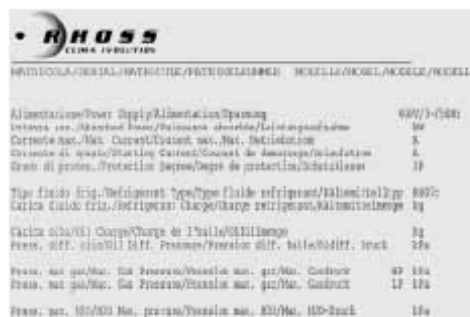 RHOSS
CLIMA EVOLUTION
MATRICOLA/SERIAL/MATRICULE/MATRIKELNUMMER MODELLO/MODEL/MODELE/MODELL
Alimentazione/Power Supply/Alimentation/Spannung 400V/3~/50Hz
Potenza ass./Absorbed Power/Puissance absorbée/Leistungsaufnahme kW
Corrente max./Max. Current/Courant max./Max. Betriebstrom A
Corrente di spunto/Starting Current/Courant de demarrage/Anlaufstrom A
Grado di protez./Protection Degree/Degré de protection/Schutzklasse IP
Tipo fluido frig./Refrigerant Type/Type fluide refrigerant/Kältemitteltyp
Carica fluido frig./Refrigerant Charge/Charge refrigerant/Kältemittelmenge kg
Carica olio/Oil Charge/Charge de l'huile/Ölfüllmenge kg
Press. diff. olio/Oil Diff. Pressure/Pression diff. huile/Öldiff. Druck kPa
Press. max gas/Max. Gas Pressure/Pression max. gaz/Max. Gasdruck HP kPa
Press. max gas/Max. Gas Pressure/Pression max. gaz/Max. Gasdruck LP kPa
Press. max. H2O/H2O Max. pressure/Pression max. H2O/Max. H2O-Druck kPa